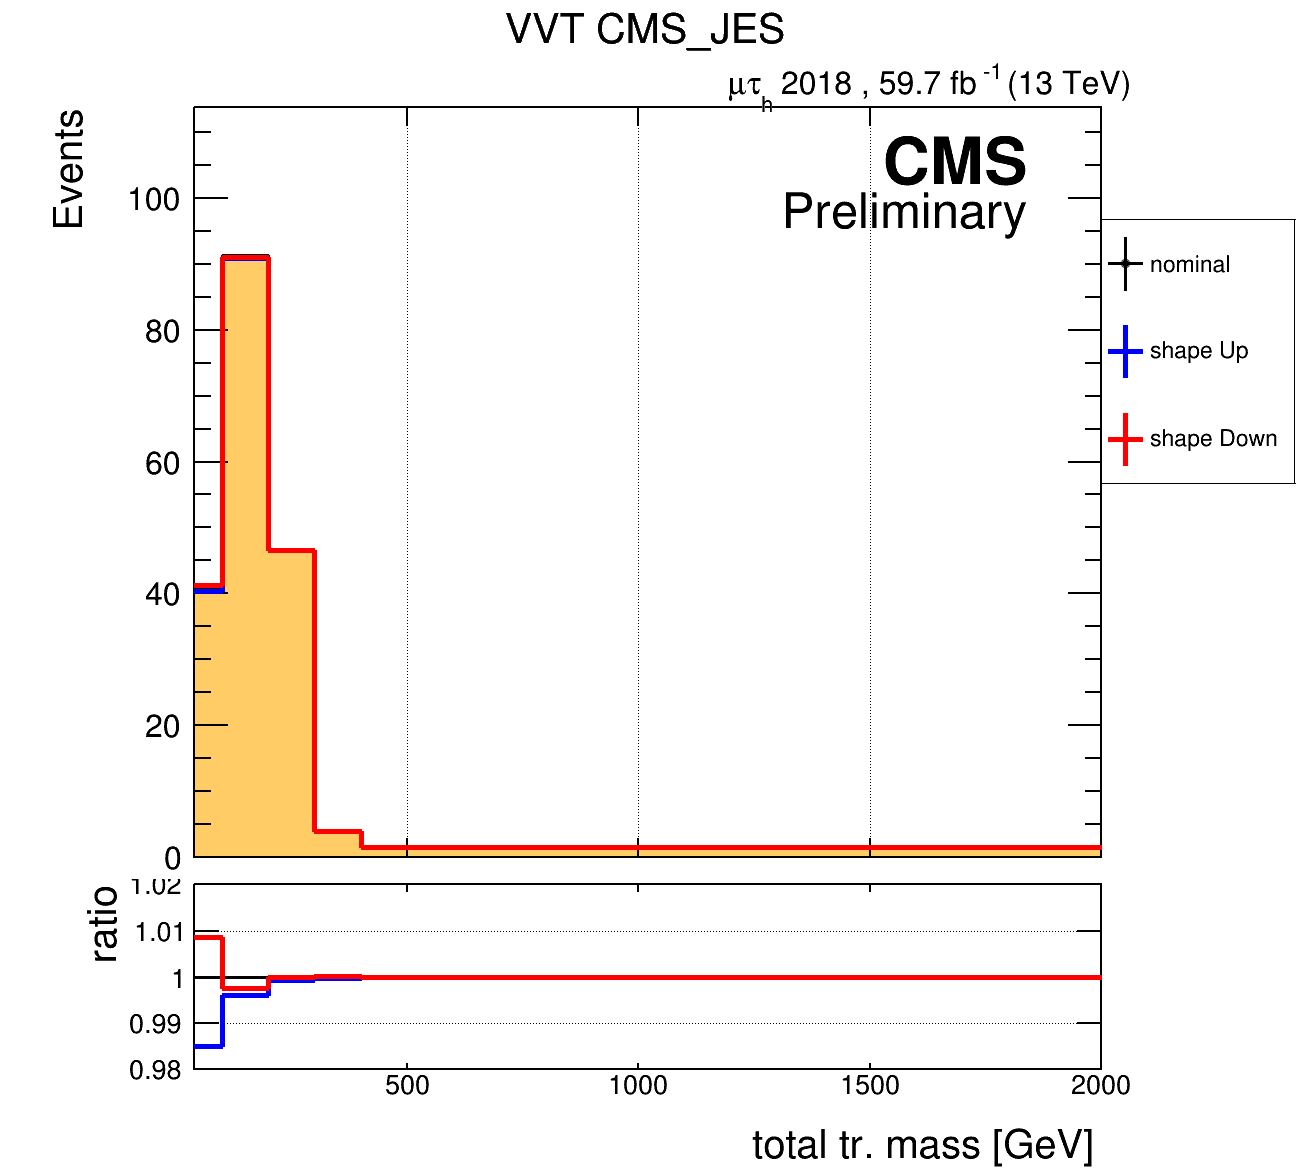 VVT CMS_JES
μτh 2018 , 59.7 fb-1 (13 TeV)
Events
CMS
Preliminary
100
80
60
40
20
0
nominal
shape Up
shape Down
ratio
1.02
1.01
1
0.99
0.98
500 1000 1500 2000
total tr. mass [GeV]